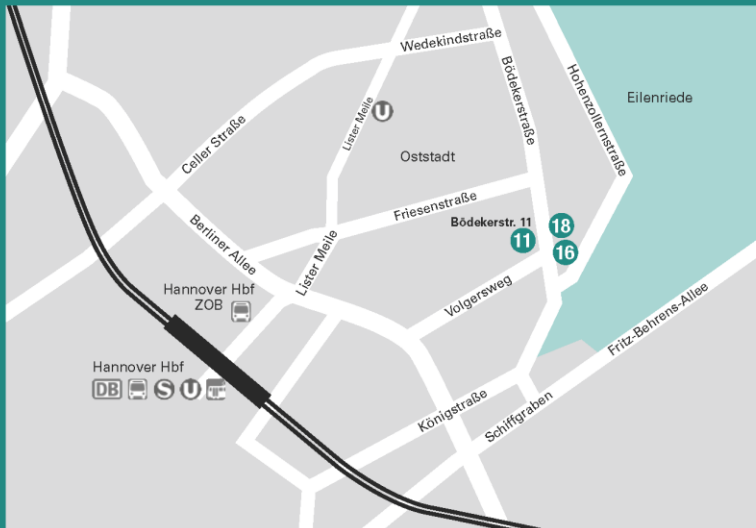 Wedekindstraße
Bödekerstraße
Hohenzollernstraße
Eilenriede
Lister Meile
U
Celler Straße
Oststadt
Friesenstraße
Bödekerstr. 11
11
18
16
Berliner Allee
Lister Meile
Hannover Hbf
ZOB
Volgersweg
Fritz-Behrens-Allee
Hannover Hbf
DB
S
U
Königstraße
Schiffgraben